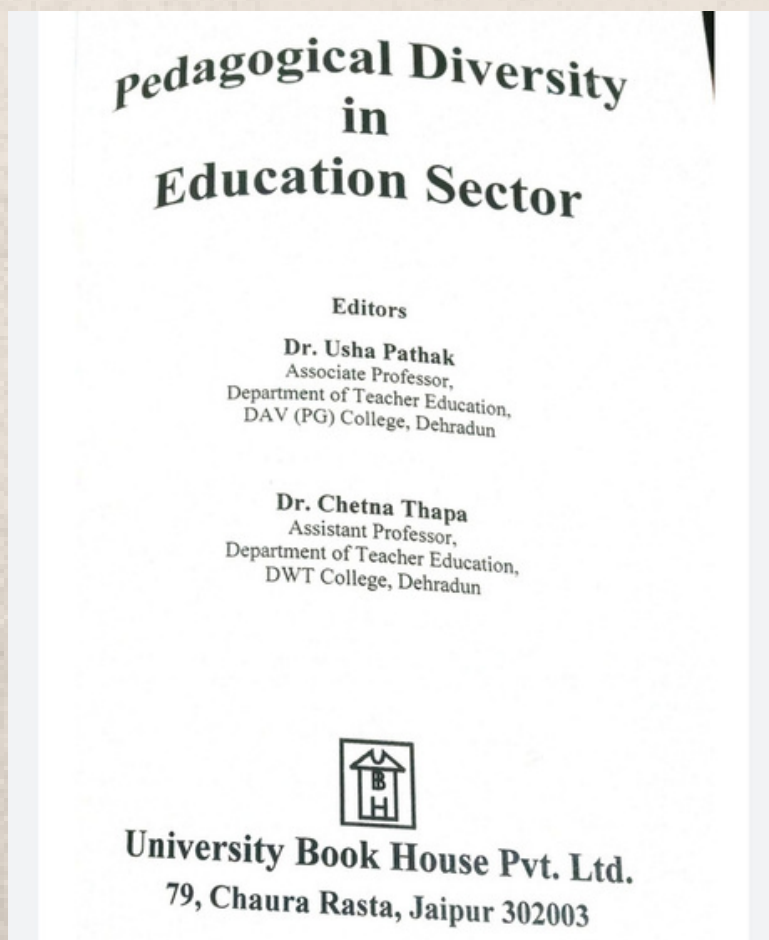 Pedagogical Diversity
in
Education Sector
Editors
Dr. Usha Pathak
Associate Professor,
Department of Teacher Education,
DAV (PG) College, Dehradun
Dr. Chetna Thapa
Assistant Professor,
Department of Teacher Education,
DWT College, Dehradun
UBH
University Book House Pvt. Ltd.
79, Chaura Rasta, Jaipur 302003